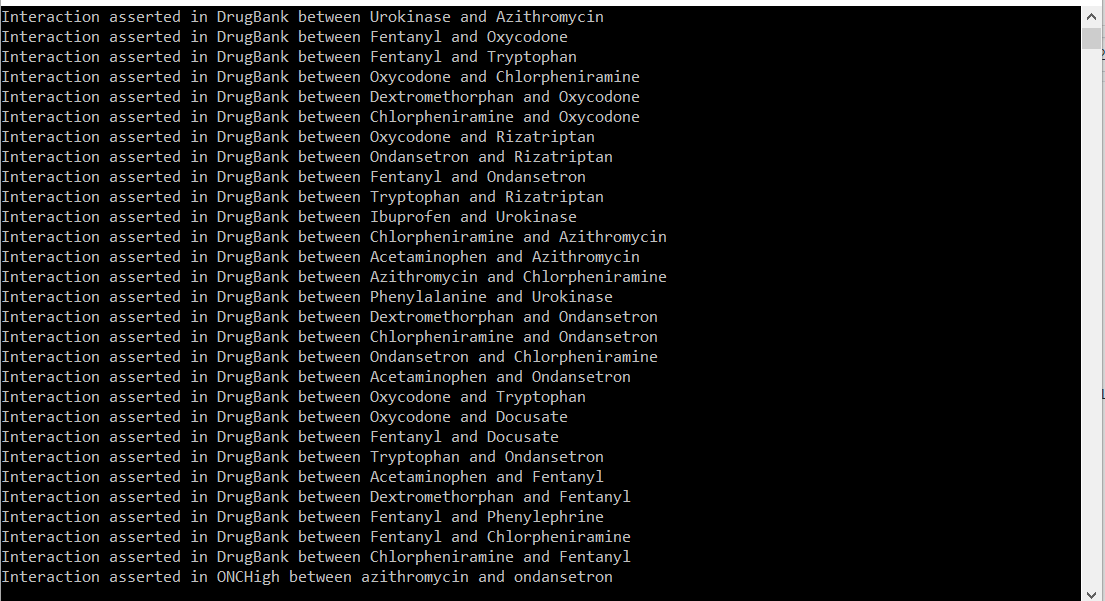 Interaction asserted in DrugBank between Urokinase and Azithromycin
Interaction asserted in DrugBank between Fentanyl and Oxycodone
Interaction asserted in DrugBank between Fentanyl and Tryptophan
Interaction asserted in DrugBank between Oxycodone and Chlorpheniramine
Interaction asserted in DrugBank between Dextromethorphan and Oxycodone
Interaction asserted in DrugBank between Chlorpheniramine and Oxycodone
Interaction asserted in DrugBank between Oxycodone and Rizatriptan
Interaction asserted in DrugBank between Ondansetron and Rizatriptan
Interaction asserted in DrugBank between Fentanyl and Ondansetron
Interaction asserted in DrugBank between Tryptophan and Rizatriptan
Interaction asserted in DrugBank between Ibuprofen and Urokinase
Interaction asserted in DrugBank between Chlorpheniramine and Azithromycin
Interaction asserted in DrugBank between Acetaminophen and Azithromycin
Interaction asserted in DrugBank between Azithromycin and Chlorpheniramine
Interaction asserted in DrugBank between Phenylalanine and Urokinase
Interaction asserted in DrugBank between Dextromethorphan and Ondansetron
Interaction asserted in DrugBank between Chlorpheniramine and Ondansetron
Interaction asserted in DrugBank between Ondansetron and Chlorpheniramine
Interaction asserted in DrugBank between Acetaminophen and Ondansetron
Interaction asserted in DrugBank between Oxycodone and Tryptophan
Interaction asserted in DrugBank between Oxycodone and Docusate
Interaction asserted in DrugBank between Fentanyl and Docusate
Interaction asserted in DrugBank between Tryptophan and Ondansetron
Interaction asserted in DrugBank between Acetaminophen and Fentanyl
Interaction asserted in DrugBank between Dextromethorphan and Fentanyl
Interaction asserted in DrugBank between Fentanyl and Phenylephrine
Interaction asserted in DrugBank between Fentanyl and Chlorpheniramine
Interaction asserted in DrugBank between Chlorpheniramine and Fentanyl
Interaction asserted in ONCHigh between azithromycin and ondansetron